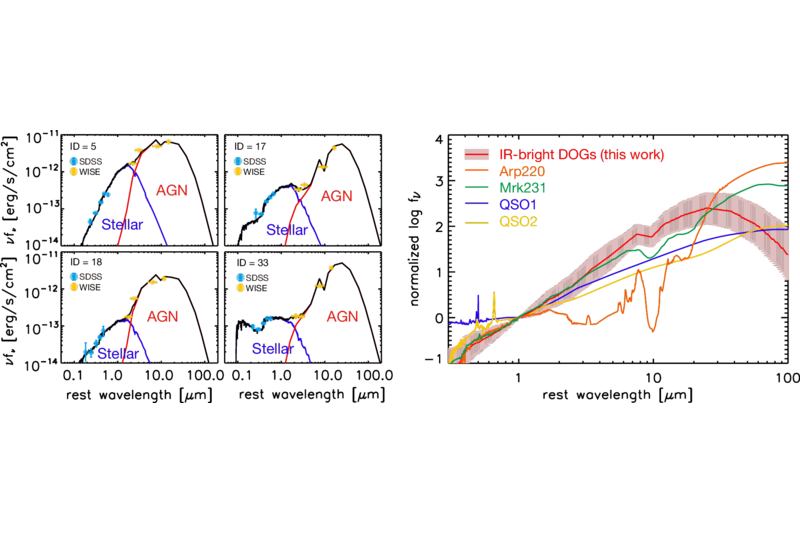 10⁻¹¹
10⁻¹²
10⁻¹³
10⁻¹⁴
νfᵥ [erg/s/cm²]
ID = 5
SDSS
WISE
AGN
Stellar
ID = 17
SDSS
WISE
AGN
Stellar
10⁻¹²
10⁻¹³
10⁻¹⁴
νfᵥ [erg/s/cm²]
ID = 18
SDSS
WISE
AGN
Stellar
ID = 33
SDSS
WISE
AGN
Stellar
0.1 1.0 10.0 100.0
0.1 1.0 10.0 100.0
rest wavelength [μm]
rest wavelength [μm]
normalized log fν
4
3
2
1
0
−1
IR-bright DOGs (this work)
Arp220
Mrk231
QSO1
QSO2
1 10 100
rest wavelength [μm]